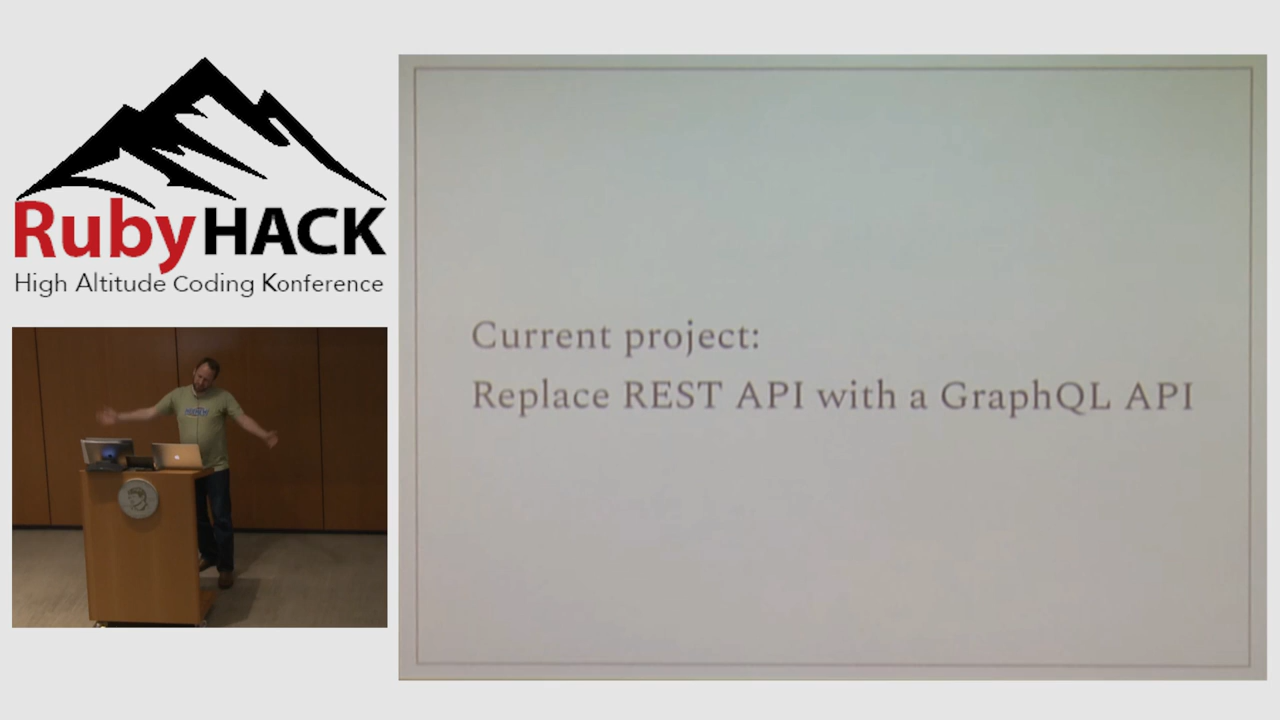 RubyHACK
High Altitude Coding Konference
Current project:
Replace REST API with a GraphQL API